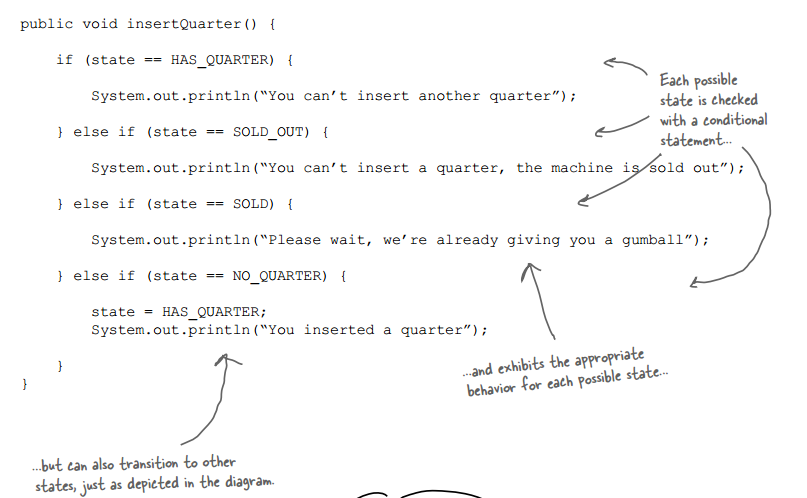 public void insertQuarter() {
if (state == HAS_QUARTER) {
System.out.println(“You can’t insert another quarter”);
} else if (state == SOLD_OUT) {
System.out.println(“You can’t insert a quarter, the machine is sold out”);
} else if (state == SOLD) {
System.out.println(“Please wait, we’re already giving you a gumball”);
} else if (state == NO_QUARTER) {
state = HAS_QUARTER;
System.out.println(“You inserted a quarter”);
}
}
Each possible
state is checked
with a conditional
statement...
...and exhibits the appropriate
behavior for each possible state...
...but can also transition to other
states, just as depicted in the diagram.